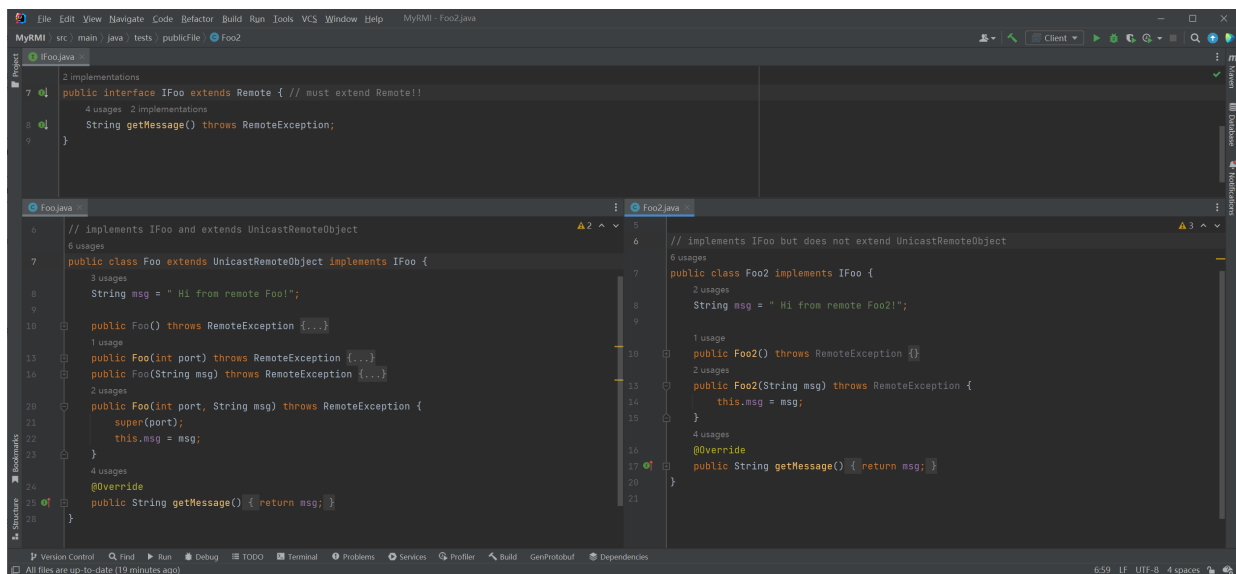 File Edit View Navigate Code Refactor Build Run Tools VCS Window Help MyRMI - Foo2.java
MyRMI src main java tests publicFile Foo2
Client
Project
IFoo.java
2 implementations
7 public interface IFoo extends Remote { // must extend Remote!!
4 usages 2 implementations
8 String getMessage() throws RemoteException;
9 }
Maven
Database
Notifications
Foo.java
2
6 // implements IFoo and extends UnicastRemoteObject
6 usages
7 public class Foo extends UnicastRemoteObject implements IFoo {
3 usages
8 String msg = " Hi from remote Foo!";
9
10 public Foo() throws RemoteException {...}
1 usage
13 public Foo(int port) throws RemoteException {...}
16 public Foo(String msg) throws RemoteException {...}
2 usages
20 public Foo(int port, String msg) throws RemoteException {
21 super(port);
22 this.msg = msg;
23 }
4 usages
24 @Override
25 public String getMessage() { return msg; }
28 }
Foo2.java
3
5
6 // implements IFoo but does not extend UnicastRemoteObject
6 usages
7 public class Foo2 implements IFoo {
2 usages
8 String msg = " Hi from remote Foo2!";
9
1 usage
10 public Foo2() throws RemoteException {}
2 usages
13 public Foo2(String msg) throws RemoteException {
14 this.msg = msg;
15 }
4 usages
16 @Override
17 public String getMessage() { return msg; }
20 }
21
Bookmarks
Structure
Version Control Find Run Debug TODO Terminal Problems Services Profiler Build GenProtobuf Dependencies
All files are up-to-date (19 minutes ago) 6:59 LF UTF-8 4 spaces